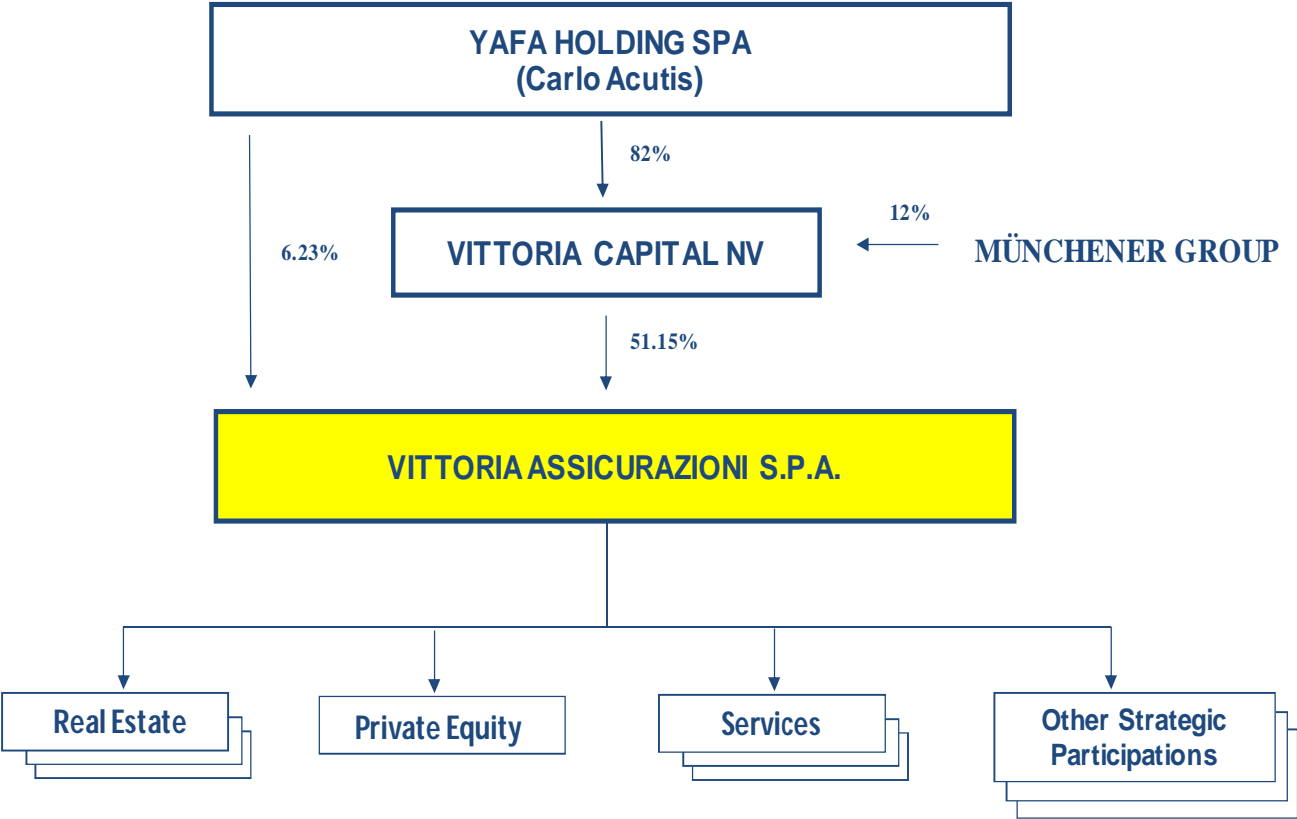 YAFA HOLDING SPA
(Carlo Acutis)
82%
12%
6.23%
VITTORIA CAPITAL NV
MÜNCHENER GROUP
51.15%
VITTORIA ASSICURAZIONI S.P.A.
Real Estate
Private Equity
Services
Other Strategic
Participations